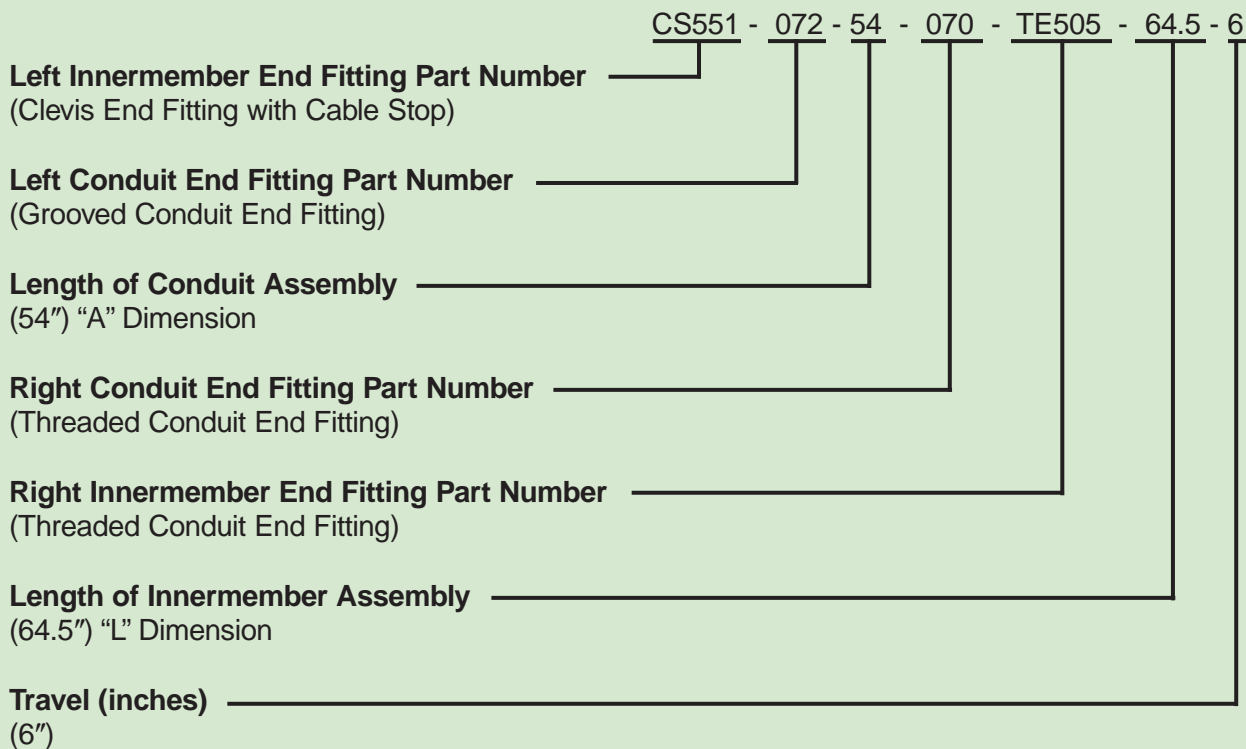 CS551 - 072 - 54 - 070 - TE505 - 64.5 - 6
Left Innermember End Fitting Part Number
(Clevis End Fitting with Cable Stop)
Left Conduit End Fitting Part Number
(Grooved Conduit End Fitting)
Length of Conduit Assembly
(54″) “A” Dimension
Right Conduit End Fitting Part Number
(Threaded Conduit End Fitting)
Right Innermember End Fitting Part Number
(Threaded Conduit End Fitting)
Length of Innermember Assembly
(64.5″) “L” Dimension
Travel (inches)
(6″)